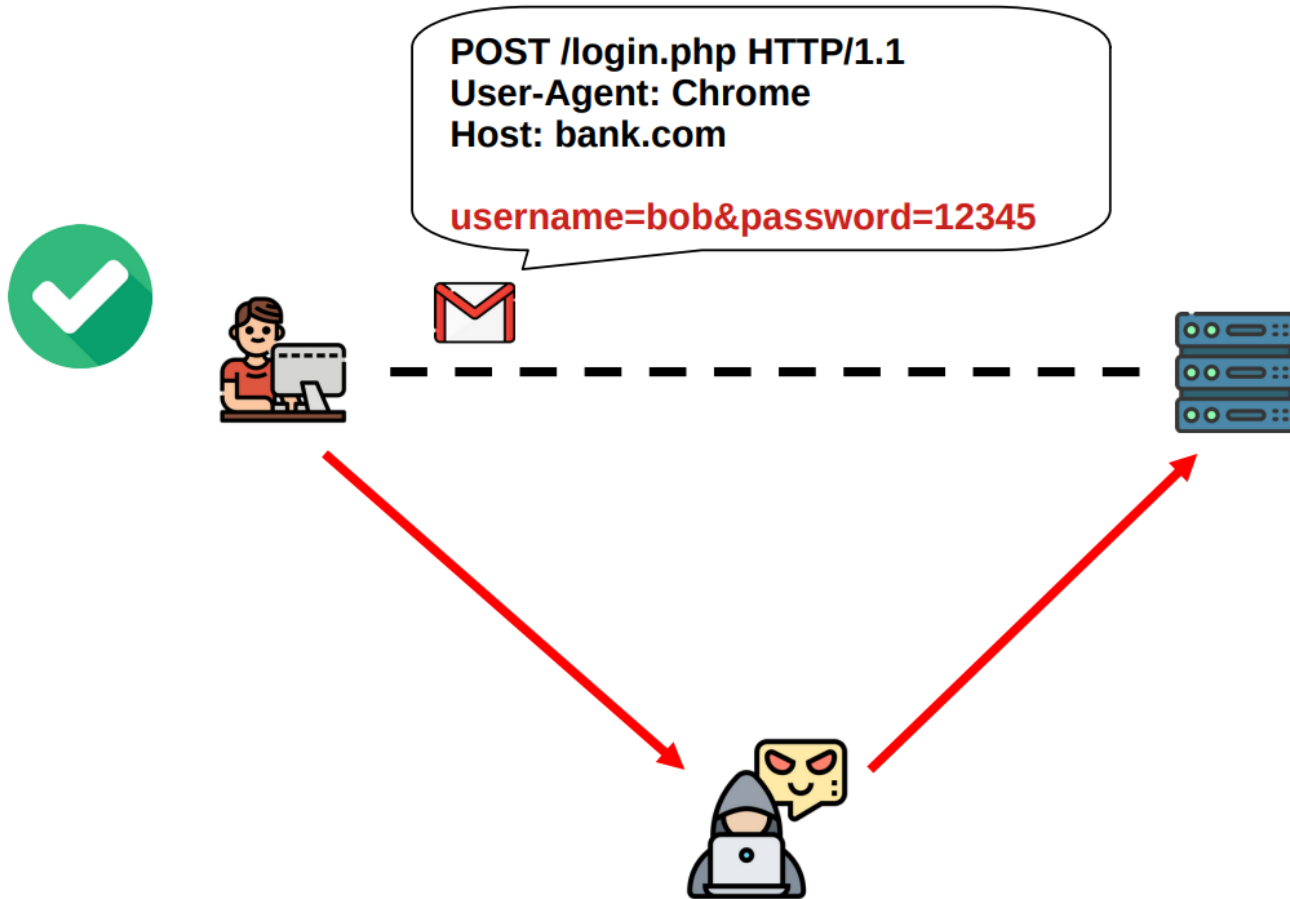 POST /login.php HTTP/1.1
User-Agent: Chrome
Host: bank.com
username=bob&password=12345